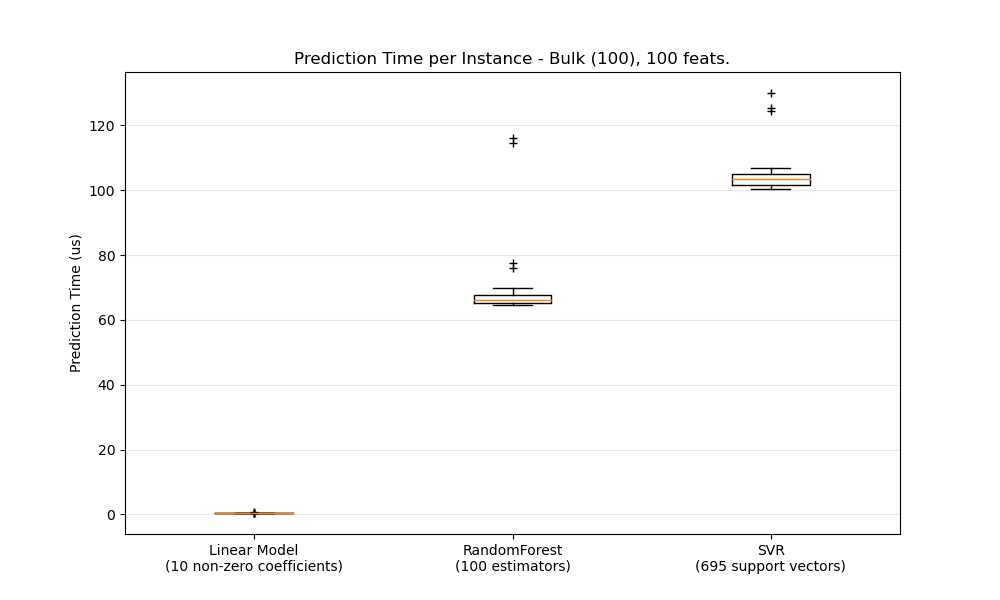 Prediction Time per Instance - Bulk (100), 100 feats.
Prediction Time (us)
120
100
80
60
40
20
0
Linear Model
(10 non-zero coefficients)
RandomForest
(100 estimators)
SVR
(695 support vectors)